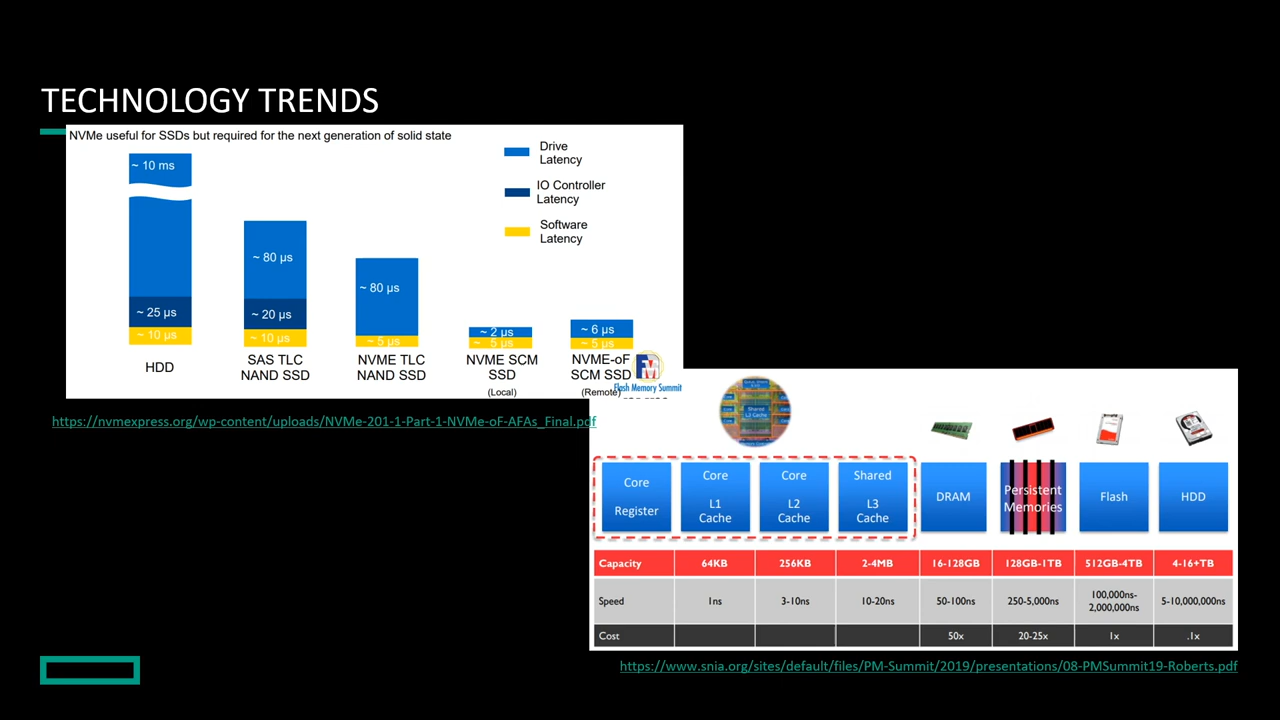 TECHNOLOGY TRENDS
NVMe useful for SSDs but required for the next generation of solid state
Drive
Latency
IO Controller
Latency
Software
Latency
~ 10 ms
~ 25 µs
~ 10 µs
HDD
~ 80 µs
~ 20 µs
~ 10 µs
SAS TLC
NAND SSD
~ 80 µs
~ 5 µs
NVME TLC
NAND SSD
~ 2 µs
~ 5 µs
NVME SCM
SSD
(Local)
~ 6 µs
~ 5 µs
NVME-oF
SCM SSD
(Remote)
Flash Memory Summit
https://nvmexpress.org/wp-content/uploads/NVMe-201-1-Part-1-NVMe-oF-AFAs_Final.pdf
Shared
L3 Cache
Core
Register
Core
L1
Cache
Core
L2
Cache
Shared
L3
Cache
DRAM
Persistent
Memories
Flash
HDD
Capacity 64KB 256KB 2-4MB 16-128GB 128GB-1TB 512GB-4TB 4-16+TB
Speed 1ns 3-10ns 10-20ns 50-100ns 250-5,000ns 100,000ns-
2,000,000ns 5-10,000,000ns
Cost 50x 20-25x 1x .1x
https://www.snia.org/sites/default/files/PM-Summit/2019/presentations/08-PMSummit19-Roberts.pdf